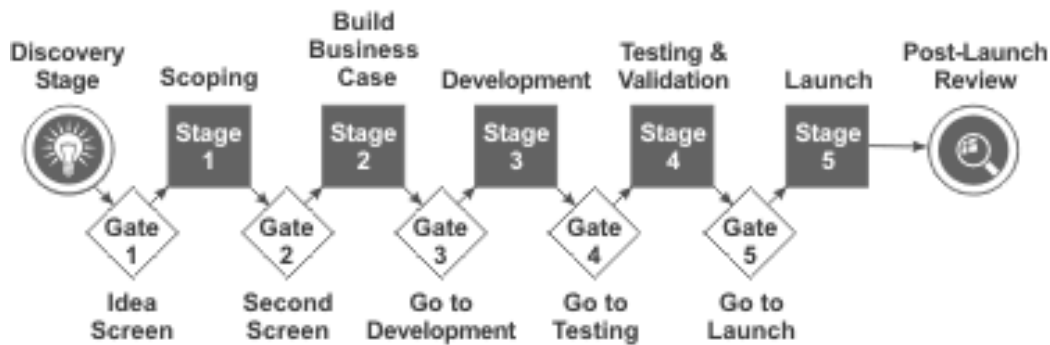 Discovery
Stage
Scoping
Build
Business
Case
Development
Testing &
Validation
Launch
Post-Launch
Review
Stage
1
Stage
2
Stage
3
Stage
4
Stage
5
Gate
1
Gate
2
Gate
3
Gate
4
Gate
5
Idea
Screen
Second
Screen
Go to
Development
Go to
Testing
Go to
Launch